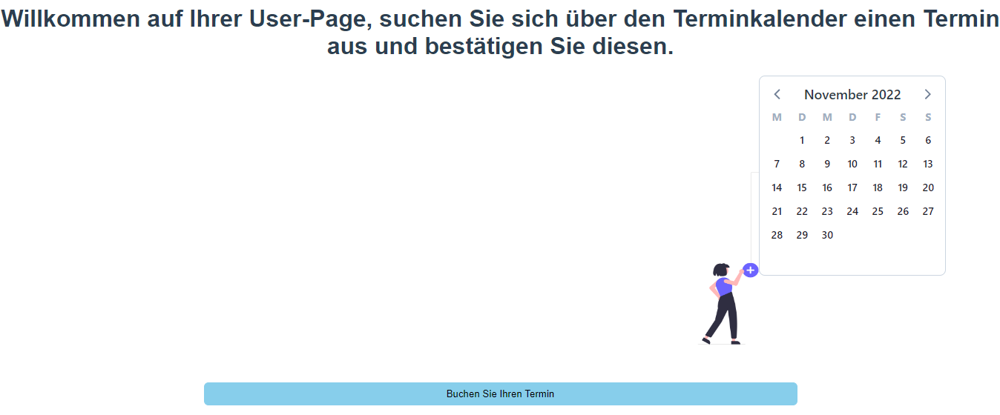 Willkommen auf Ihrer User-Page, suchen Sie sich über den Terminkalender einen Termin
aus und bestätigen Sie diesen.
November 2022
M D M D F S S
1 2 3 4 5 6
7 8 9 10 11 12 13
14 15 16 17 18 19 20
21 22 23 24 25 26 27
28 29 30
Buchen Sie Ihren Termin